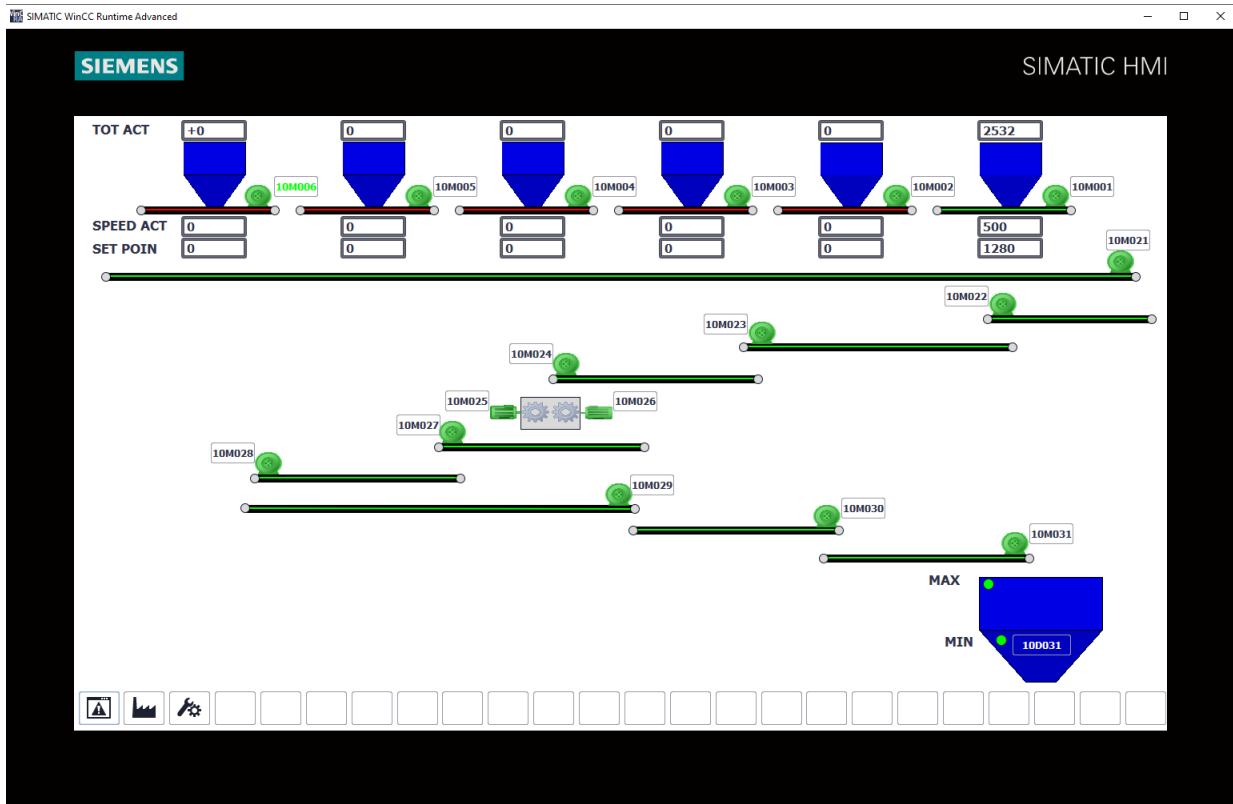 SIMATIC WinCC Runtime Advanced
SIEMENS
SIMATIC HMI
TOT ACT +0 0 0 0 0 2532
10M006 10M005 10M004 10M003 10M002 10M001
SPEED ACT 0 0 0 0 0 500
SET POIN 0 0 0 0 0 1280
10M021
10M022
10M023
10M024
10M025 10M026
10M027
10M028
10M029
10M030
10M031
MAX
MIN 10D031